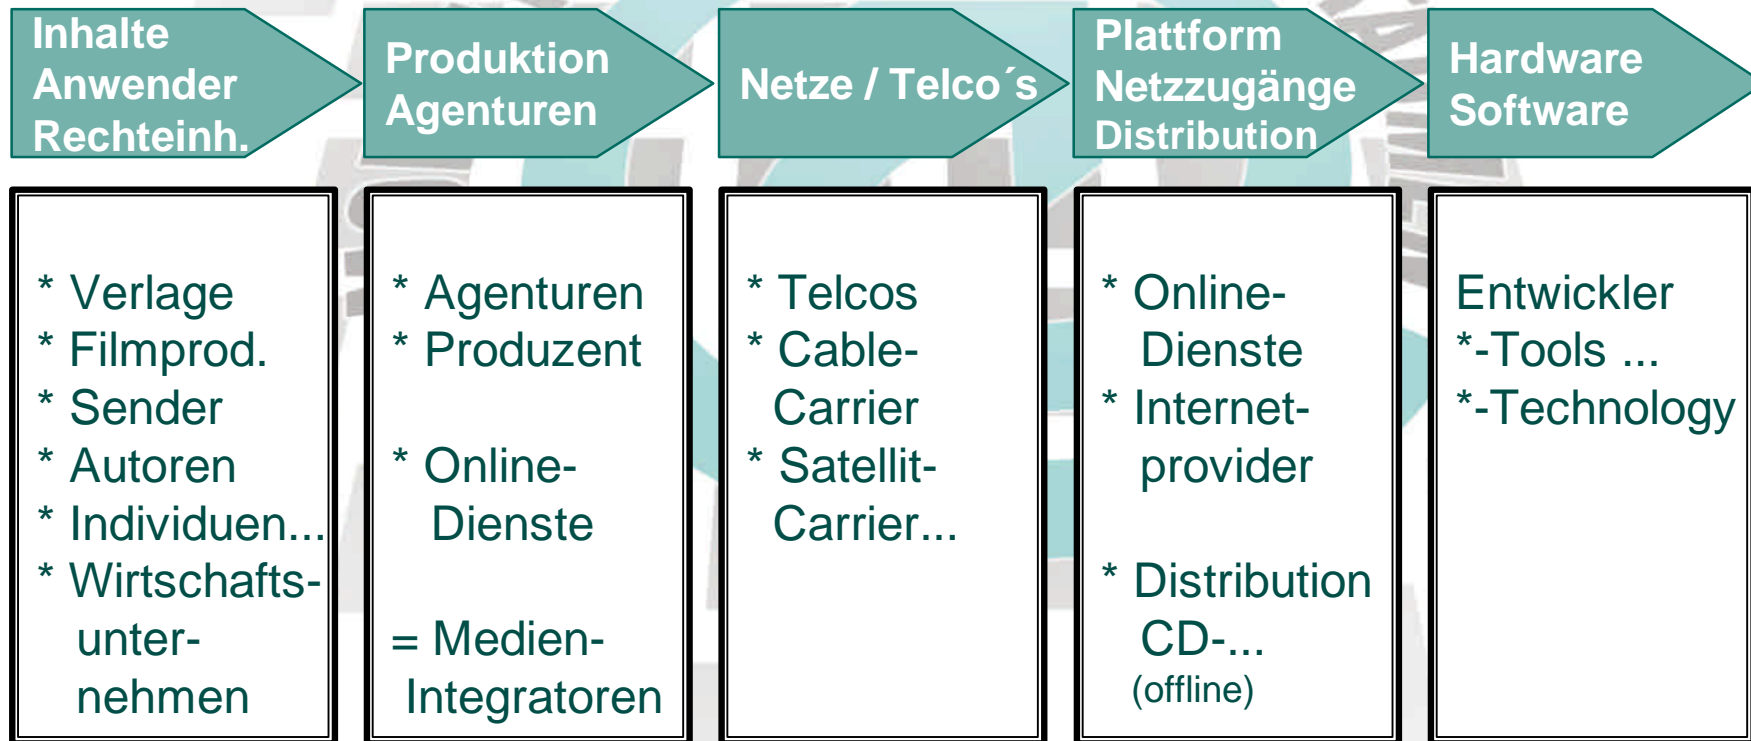 Inhalte
Anwender
Rechteinh.
Produktion
Agenturen
Netze / Telco´s
Plattform
Netzzugänge
Distribution
Hardware
Software
* Verlage
* Filmprod.
* Sender
* Autoren
* Individuen...
* Wirtschafts-
unter-
nehmen
* Agenturen
* Produzent
* Online-
Dienste
= Medien-
Integratoren
* Telcos
* Cable-
Carrier
* Satellit-
Carrier...
* Online-
Dienste
* Internet-
provider
* Distribution
CD-...
(offline)
Entwickler
*-Tools ...
*-Technology